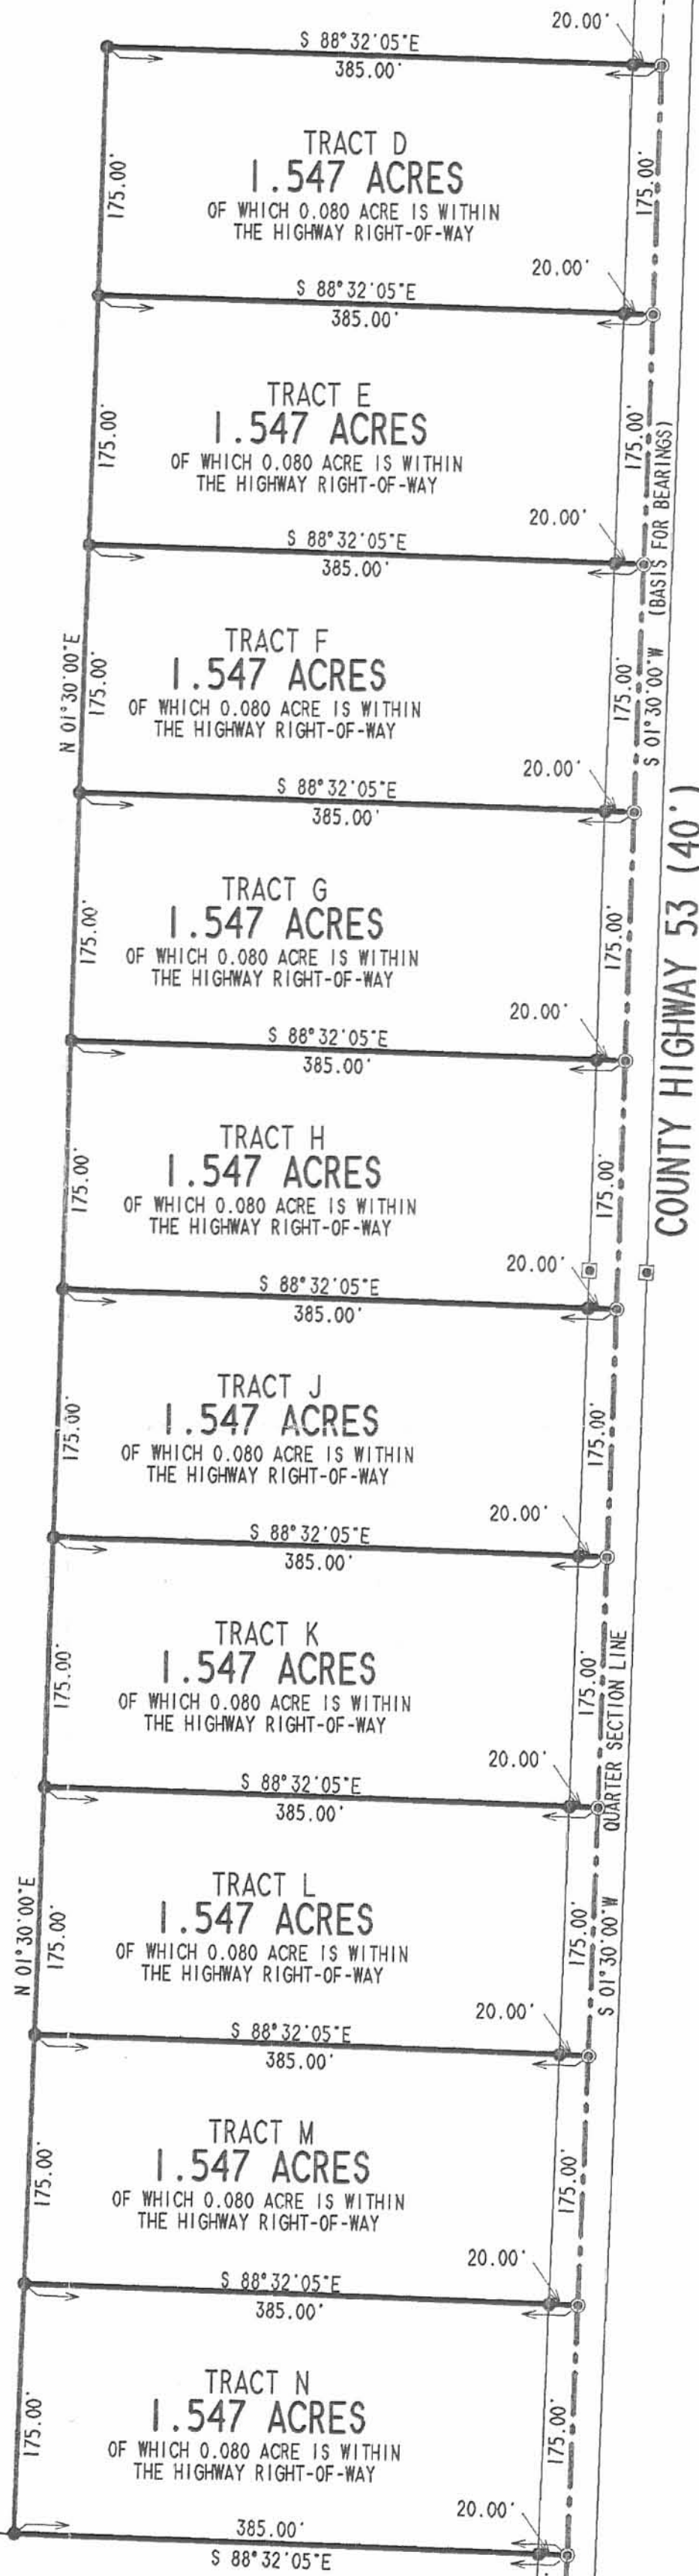 20.00'
S 88°32'05"E
385.00'
TRACT D
1.547 ACRES
OF WHICH 0.080 ACRE IS WITHIN
THE HIGHWAY RIGHT-OF-WAY
175.00'
175.00'
20.00'
S 88°32'05"E
385.00'
TRACT E
1.547 ACRES
OF WHICH 0.080 ACRE IS WITHIN
THE HIGHWAY RIGHT-OF-WAY
175.00'
175.00'
(BASIS FOR BEARINGS)
20.00'
S 88°32'05"E
385.00'
TRACT F
1.547 ACRES
OF WHICH 0.080 ACRE IS WITHIN
THE HIGHWAY RIGHT-OF-WAY
N 01°30'00"E
175.00'
175.00'
S 01°30'00"W
20.00'
S 88°32'05"E
385.00'
TRACT G
1.547 ACRES
OF WHICH 0.080 ACRE IS WITHIN
THE HIGHWAY RIGHT-OF-WAY
175.00'
175.00'
COUNTY HIGHWAY 53 (40')
20.00'
S 88°32'05"E
385.00'
TRACT H
1.547 ACRES
OF WHICH 0.080 ACRE IS WITHIN
THE HIGHWAY RIGHT-OF-WAY
175.00'
175.00'
20.00'
S 88°32'05"E
385.00'
TRACT J
1.547 ACRES
OF WHICH 0.080 ACRE IS WITHIN
THE HIGHWAY RIGHT-OF-WAY
175.00'
175.00'
20.00'
S 88°32'05"E
385.00'
TRACT K
1.547 ACRES
OF WHICH 0.080 ACRE IS WITHIN
THE HIGHWAY RIGHT-OF-WAY
175.00'
175.00'
QUARTER SECTION LINE
20.00'
S 88°32'05"E
385.00'
TRACT L
1.547 ACRES
OF WHICH 0.080 ACRE IS WITHIN
THE HIGHWAY RIGHT-OF-WAY
N 01°30'00"E
175.00'
175.00'
S 01°30'00"W
20.00'
S 88°32'05"E
385.00'
TRACT M
1.547 ACRES
OF WHICH 0.080 ACRE IS WITHIN
THE HIGHWAY RIGHT-OF-WAY
175.00'
175.00'
20.00'
S 88°32'05"E
385.00'
TRACT N
1.547 ACRES
OF WHICH 0.080 ACRE IS WITHIN
THE HIGHWAY RIGHT-OF-WAY
175.00'
175.00'
20.00'
385.00'
S 88°32'05"E